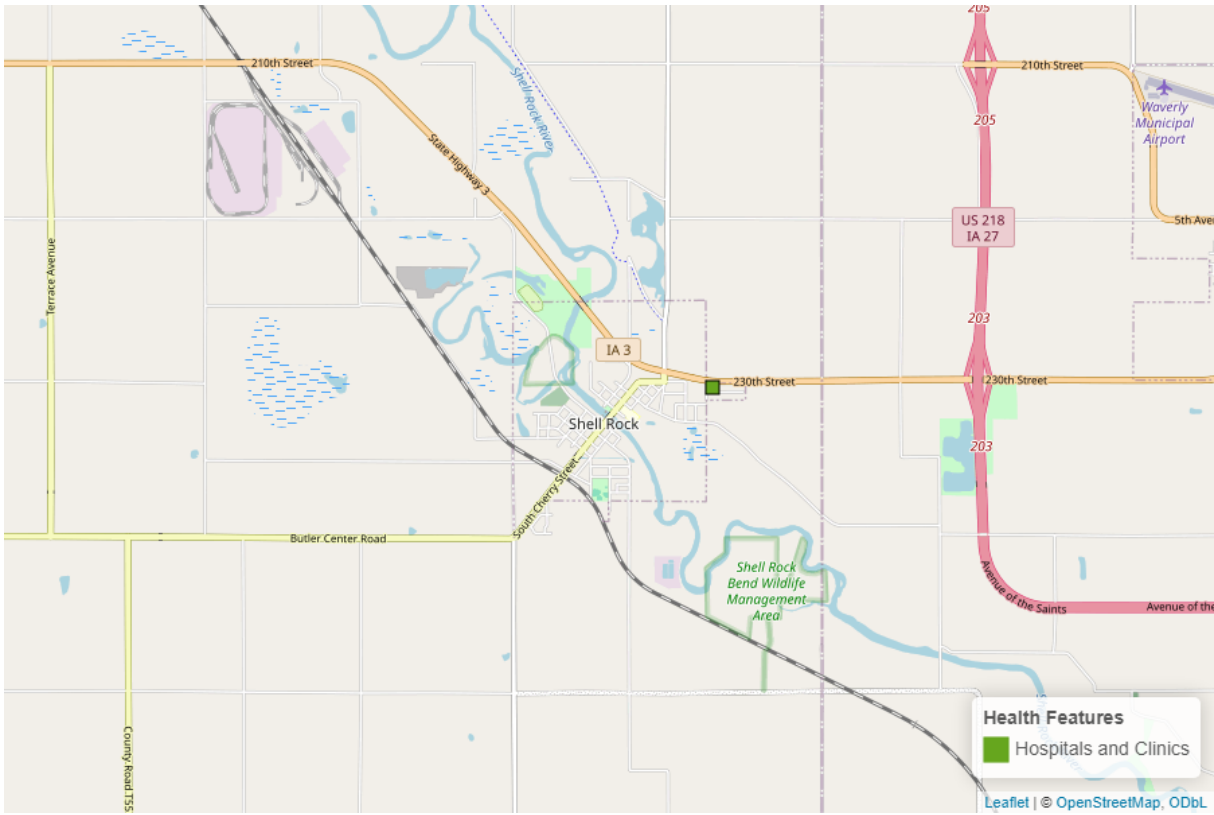 205
210th Street
210th Street
Shell Rock River
Waverly
Municipal
Airport
205
State Highway 3
US 218
IA 27
5th Aven
Terrace Avenue
203
IA 3
230th Street
230th Street
Shell Rock
203
South Cherry Street
Butler Center Road
Shell Rock
Bend Wildlife
Management
Area
Avenue of the Saints
Avenue of the
County Road T55
Health Features
Hospitals and Clinics
Leaflet | © OpenStreetMap, ODbL